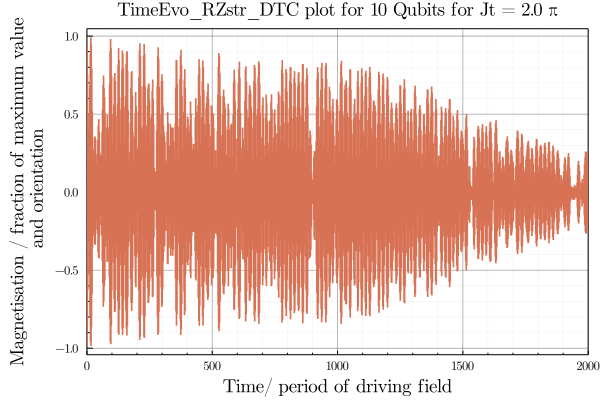 TimeEvo_RZstr_DTC plot for 10 Qubits for Jt = 2.0 π
Magnetisation / fraction of maximum value
and orientation
1.0
0.5
0.0
−0.5
−1.0
0 500 1000 1500 2000
Time/ period of driving field